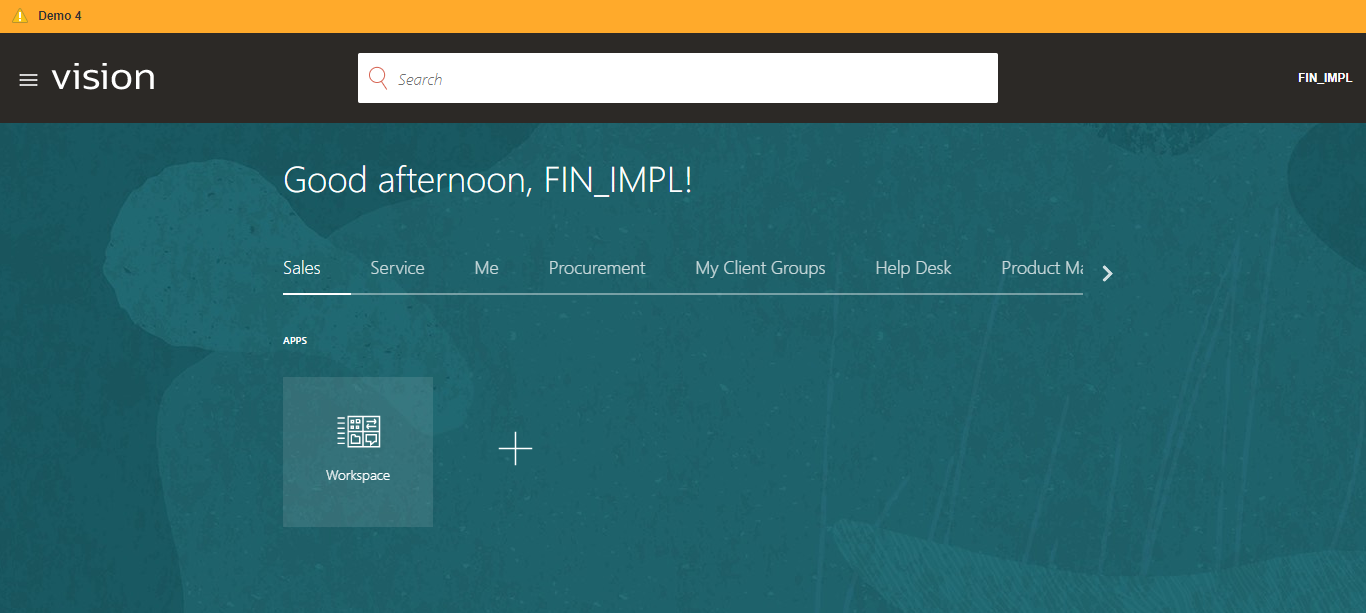 Demo 4
vision
Search
FIN_IMPL
Good afternoon, FIN_IMPL!
Sales Service Me Procurement My Client Groups Help Desk Product Ma
APPS
Workspace